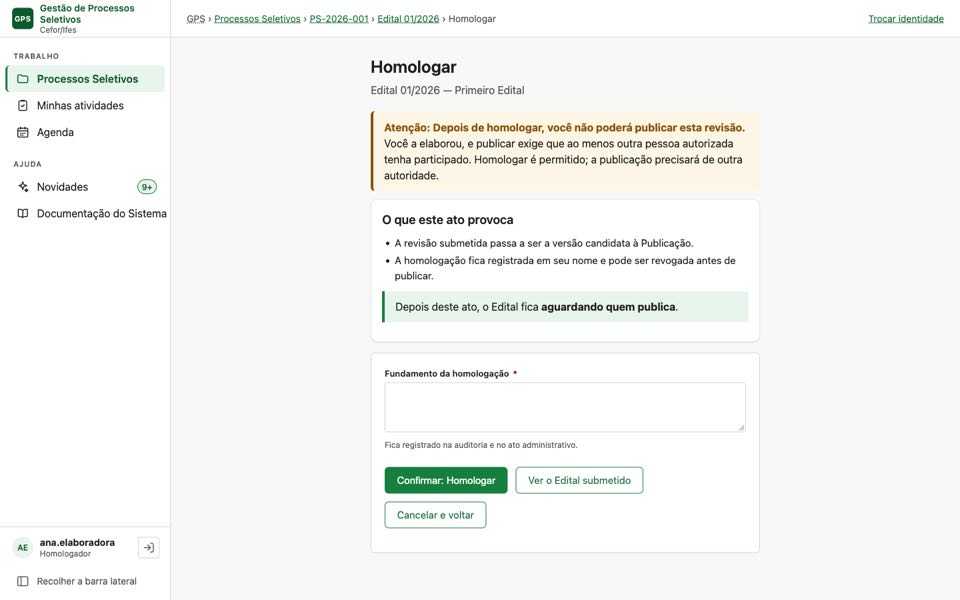 GPS
Gestão de Processos
Seletivos
Cefor/Ifes
GPS › Processos Seletivos › PS-2026-001 › Edital 01/2026 › Homologar
Trocar identidade
TRABALHO
Processos Seletivos
Minhas atividades
Agenda
AJUDA
Novidades 9+
Documentação do Sistema
Homologar
Edital 01/2026 — Primeiro Edital
Atenção: Depois de homologar, você não poderá publicar esta revisão.
Você a elaborou, e publicar exige que ao menos outra pessoa autorizada
tenha participado. Homologar é permitido; a publicação precisará de outra
autoridade.
O que este ato provoca
• A revisão submetida passa a ser a versão candidata à Publicação.
• A homologação fica registrada em seu nome e pode ser revogada antes de
publicar.
Depois deste ato, o Edital fica aguardando quem publica.
Fundamento da homologação *
Fica registrado na auditoria e no ato administrativo.
Confirmar: Homologar
Ver o Edital submetido
Cancelar e voltar
AE
ana.elaboradora
Homologador
Recolher a barra lateral